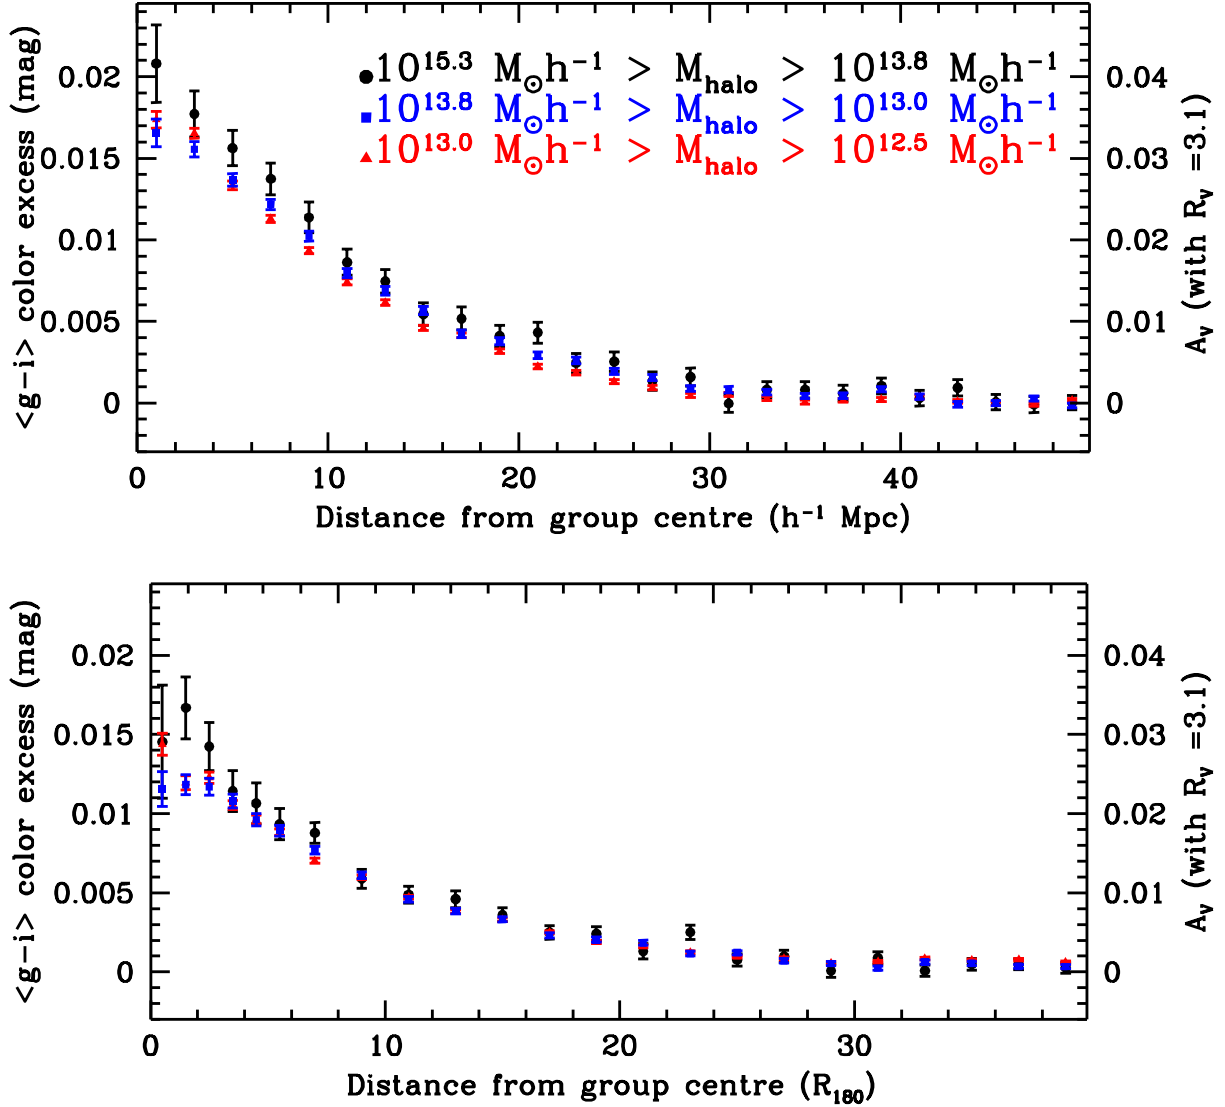 10^15.3 M⊙h^-1 > M_halo > 10^13.8 M⊙h^-1
10^13.8 M⊙h^-1 > M_halo > 10^13.0 M⊙h^-1
10^13.0 M⊙h^-1 > M_halo > 10^12.5 M⊙h^-1
<g-i> color excess (mag)
0.02
0.015
0.01
0.005
0
0.04
0.03
0.02
0.01
0
A_V (with R_V =3.1)
0 10 20 30 40
Distance from group centre (h^-1 Mpc)
<g-i> color excess (mag)
0.02
0.015
0.01
0.005
0
0.04
0.03
0.02
0.01
0
A_V (with R_V =3.1)
0 10 20 30
Distance from group centre (R_180)